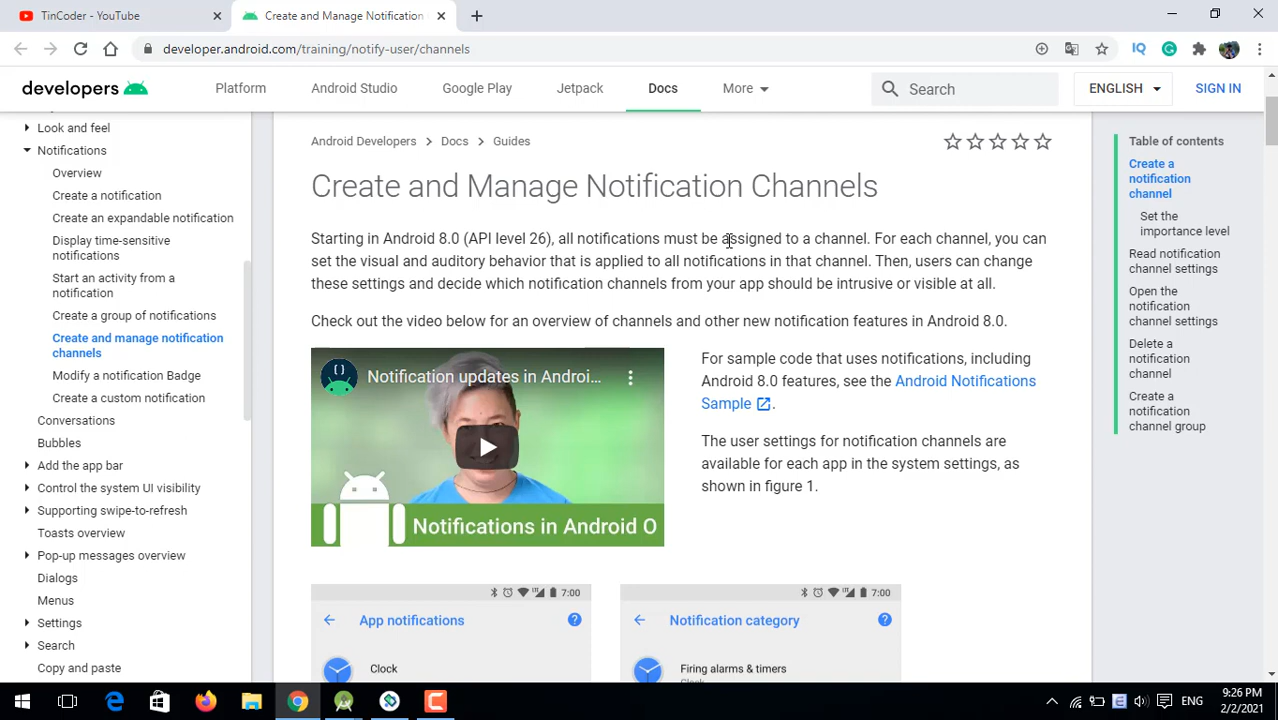 TinCoder - YouTube
Create and Manage Notification
developer.android.com/training/notify-user/channels
developers
Platform
Android Studio
Google Play
Jetpack
Docs
More
Search
ENGLISH
SIGN IN
Look and feel
Notifications
Overview
Create a notification
Create an expandable notification
Display time-sensitive
notifications
Start an activity from a
notification
Create a group of notifications
Create and manage notification
channels
Modify a notification Badge
Create a custom notification
Conversations
Bubbles
Add the app bar
Control the system UI visibility
Supporting swipe-to-refresh
Toasts overview
Pop-up messages overview
Dialogs
Menus
Settings
Search
Copy and paste
Android Developers > Docs > Guides
Create and Manage Notification Channels
Starting in Android 8.0 (API level 26), all notifications must be assigned to a channel. For each channel, you can
set the visual and auditory behavior that is applied to all notifications in that channel. Then, users can change
these settings and decide which notification channels from your app should be intrusive or visible at all.
Check out the video below for an overview of channels and other new notification features in Android 8.0.
Notification updates in Androi...
Notifications in Android O
For sample code that uses notifications, including
Android 8.0 features, see the Android Notifications
Sample.
The user settings for notification channels are
available for each app in the system settings, as
shown in figure 1.
7:00
App notifications
Clock
7:00
Notification category
Firing alarms & timers
Table of contents
Create a
notification
channel
Set the
importance level
Read notification
channel settings
Open the
notification
channel settings
Delete a
notification
channel
Create a
notification
channel group
ENG
9:26 PM
2/2/2021